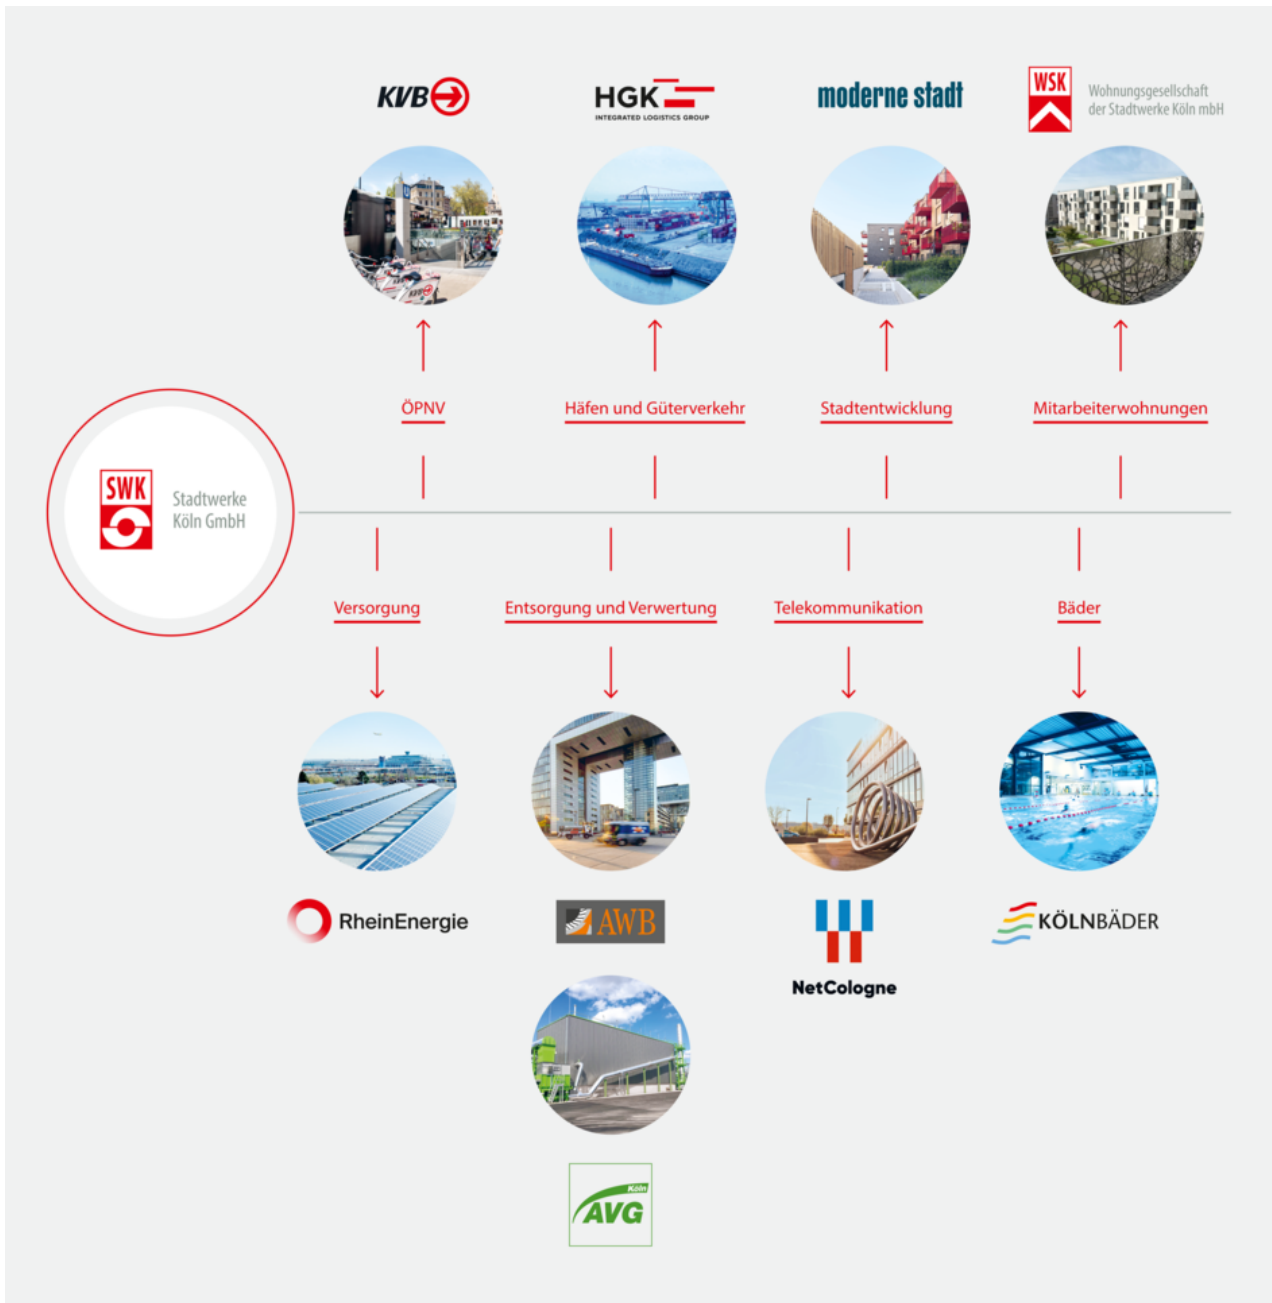 KVB
HGK
INTEGRATED LOGISTICS GROUP
moderne stadt
WSK
Wohnungsgesellschaft
der Stadtwerke Köln mbH
KVB
ÖPNV
Häfen und Güterverkehr
Stadtentwicklung
Mitarbeiterwohnungen
SWK
Stadtwerke
Köln GmbH
Versorgung
Entsorgung und Verwertung
Telekommunikation
Bäder
RheinEnergie
AWB
NetCologne
KÖLNBÄDER
Köln
AVG